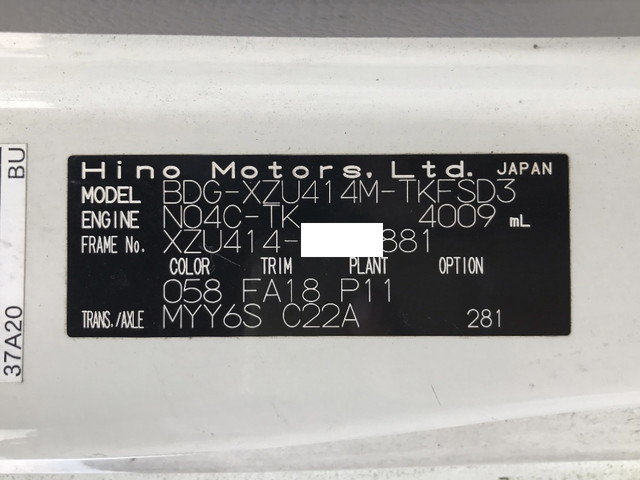 Hino Motors, Ltd. JAPAN
MODEL BDG-XZU414M-TKFSD3
ENGINE N04C-TK 4009 mL
FRAME No. XZU414- 881
COLOR TRIM PLANT OPTION
058 FA18 P11
TRANS./AXLE MYY6S C22A 281
BU
37A20